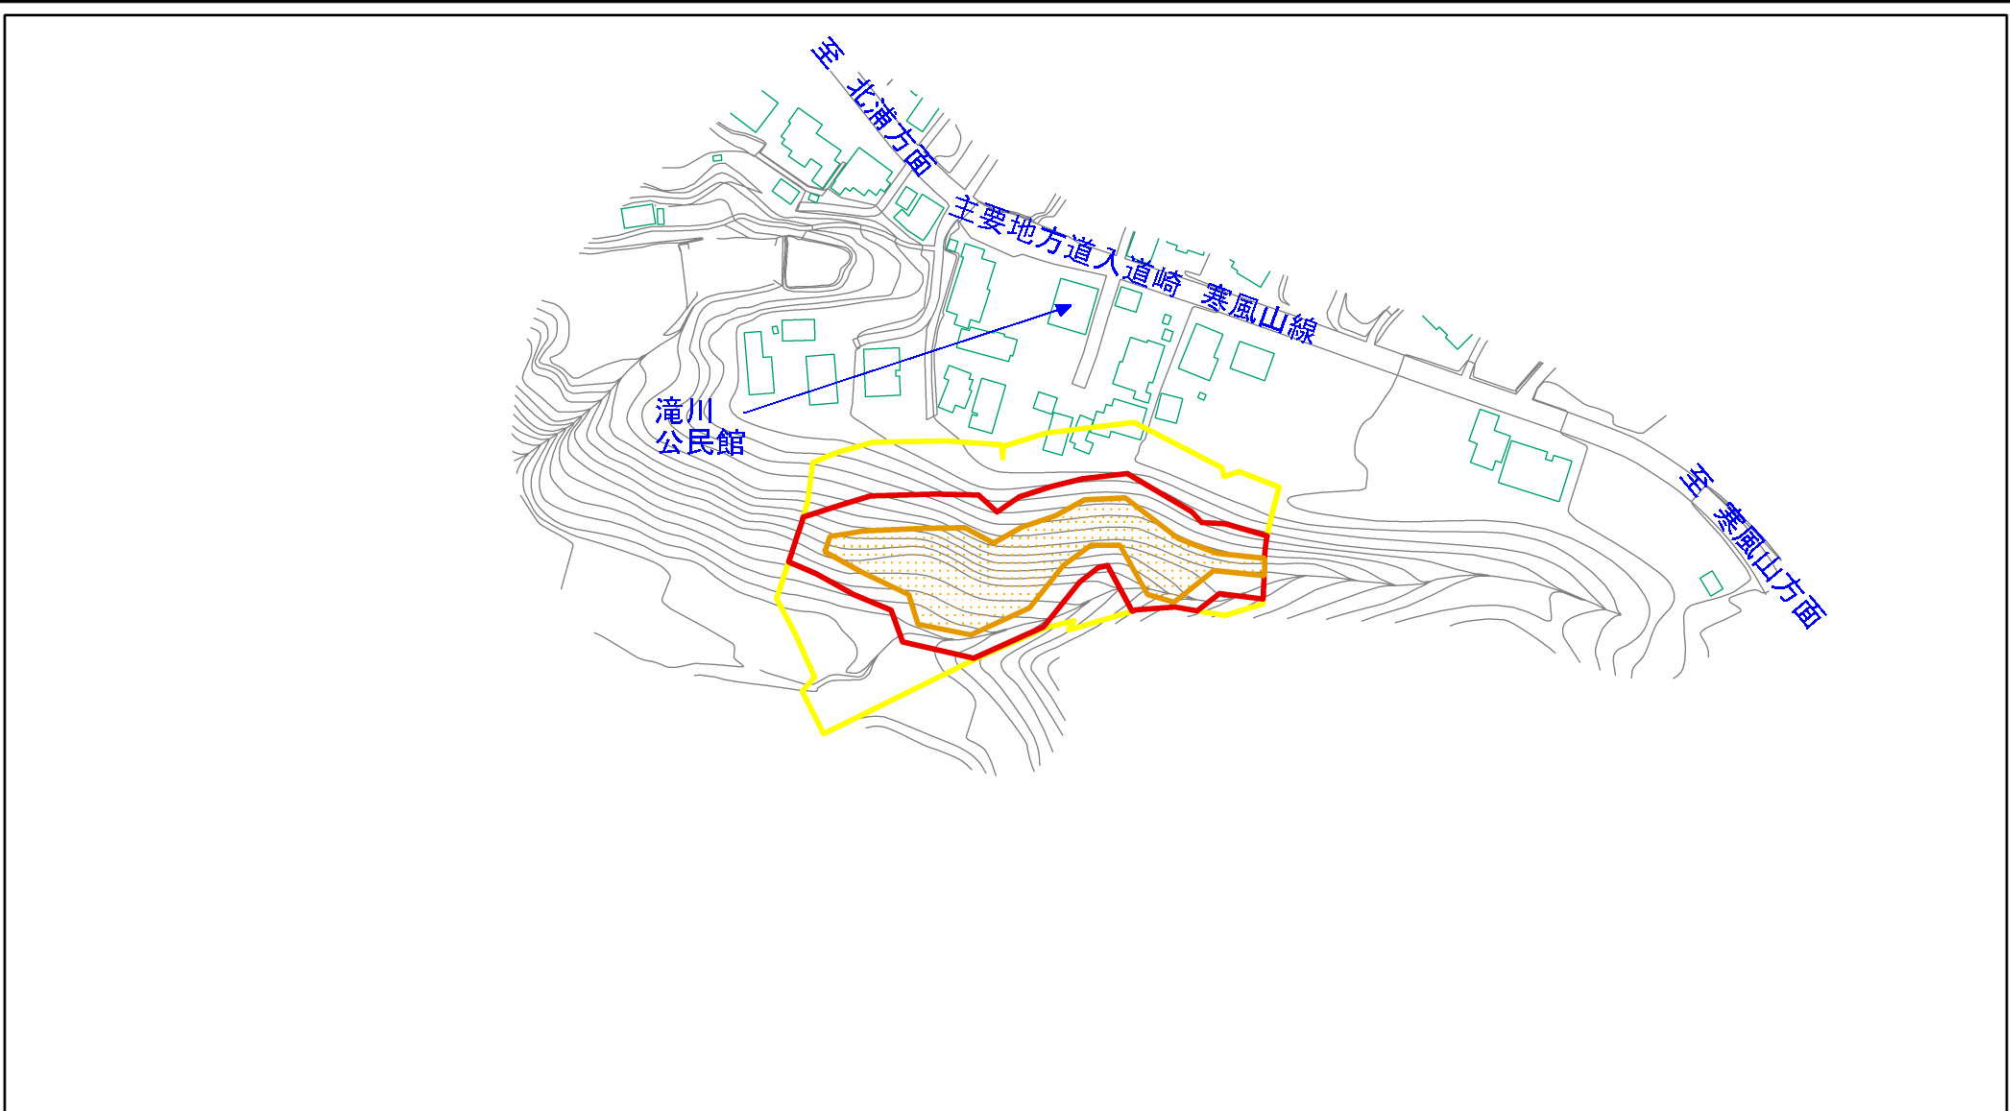 至 北浦方面
主要地方道入道崎 寒風山線
滝川
公民館
至 寒風山方面